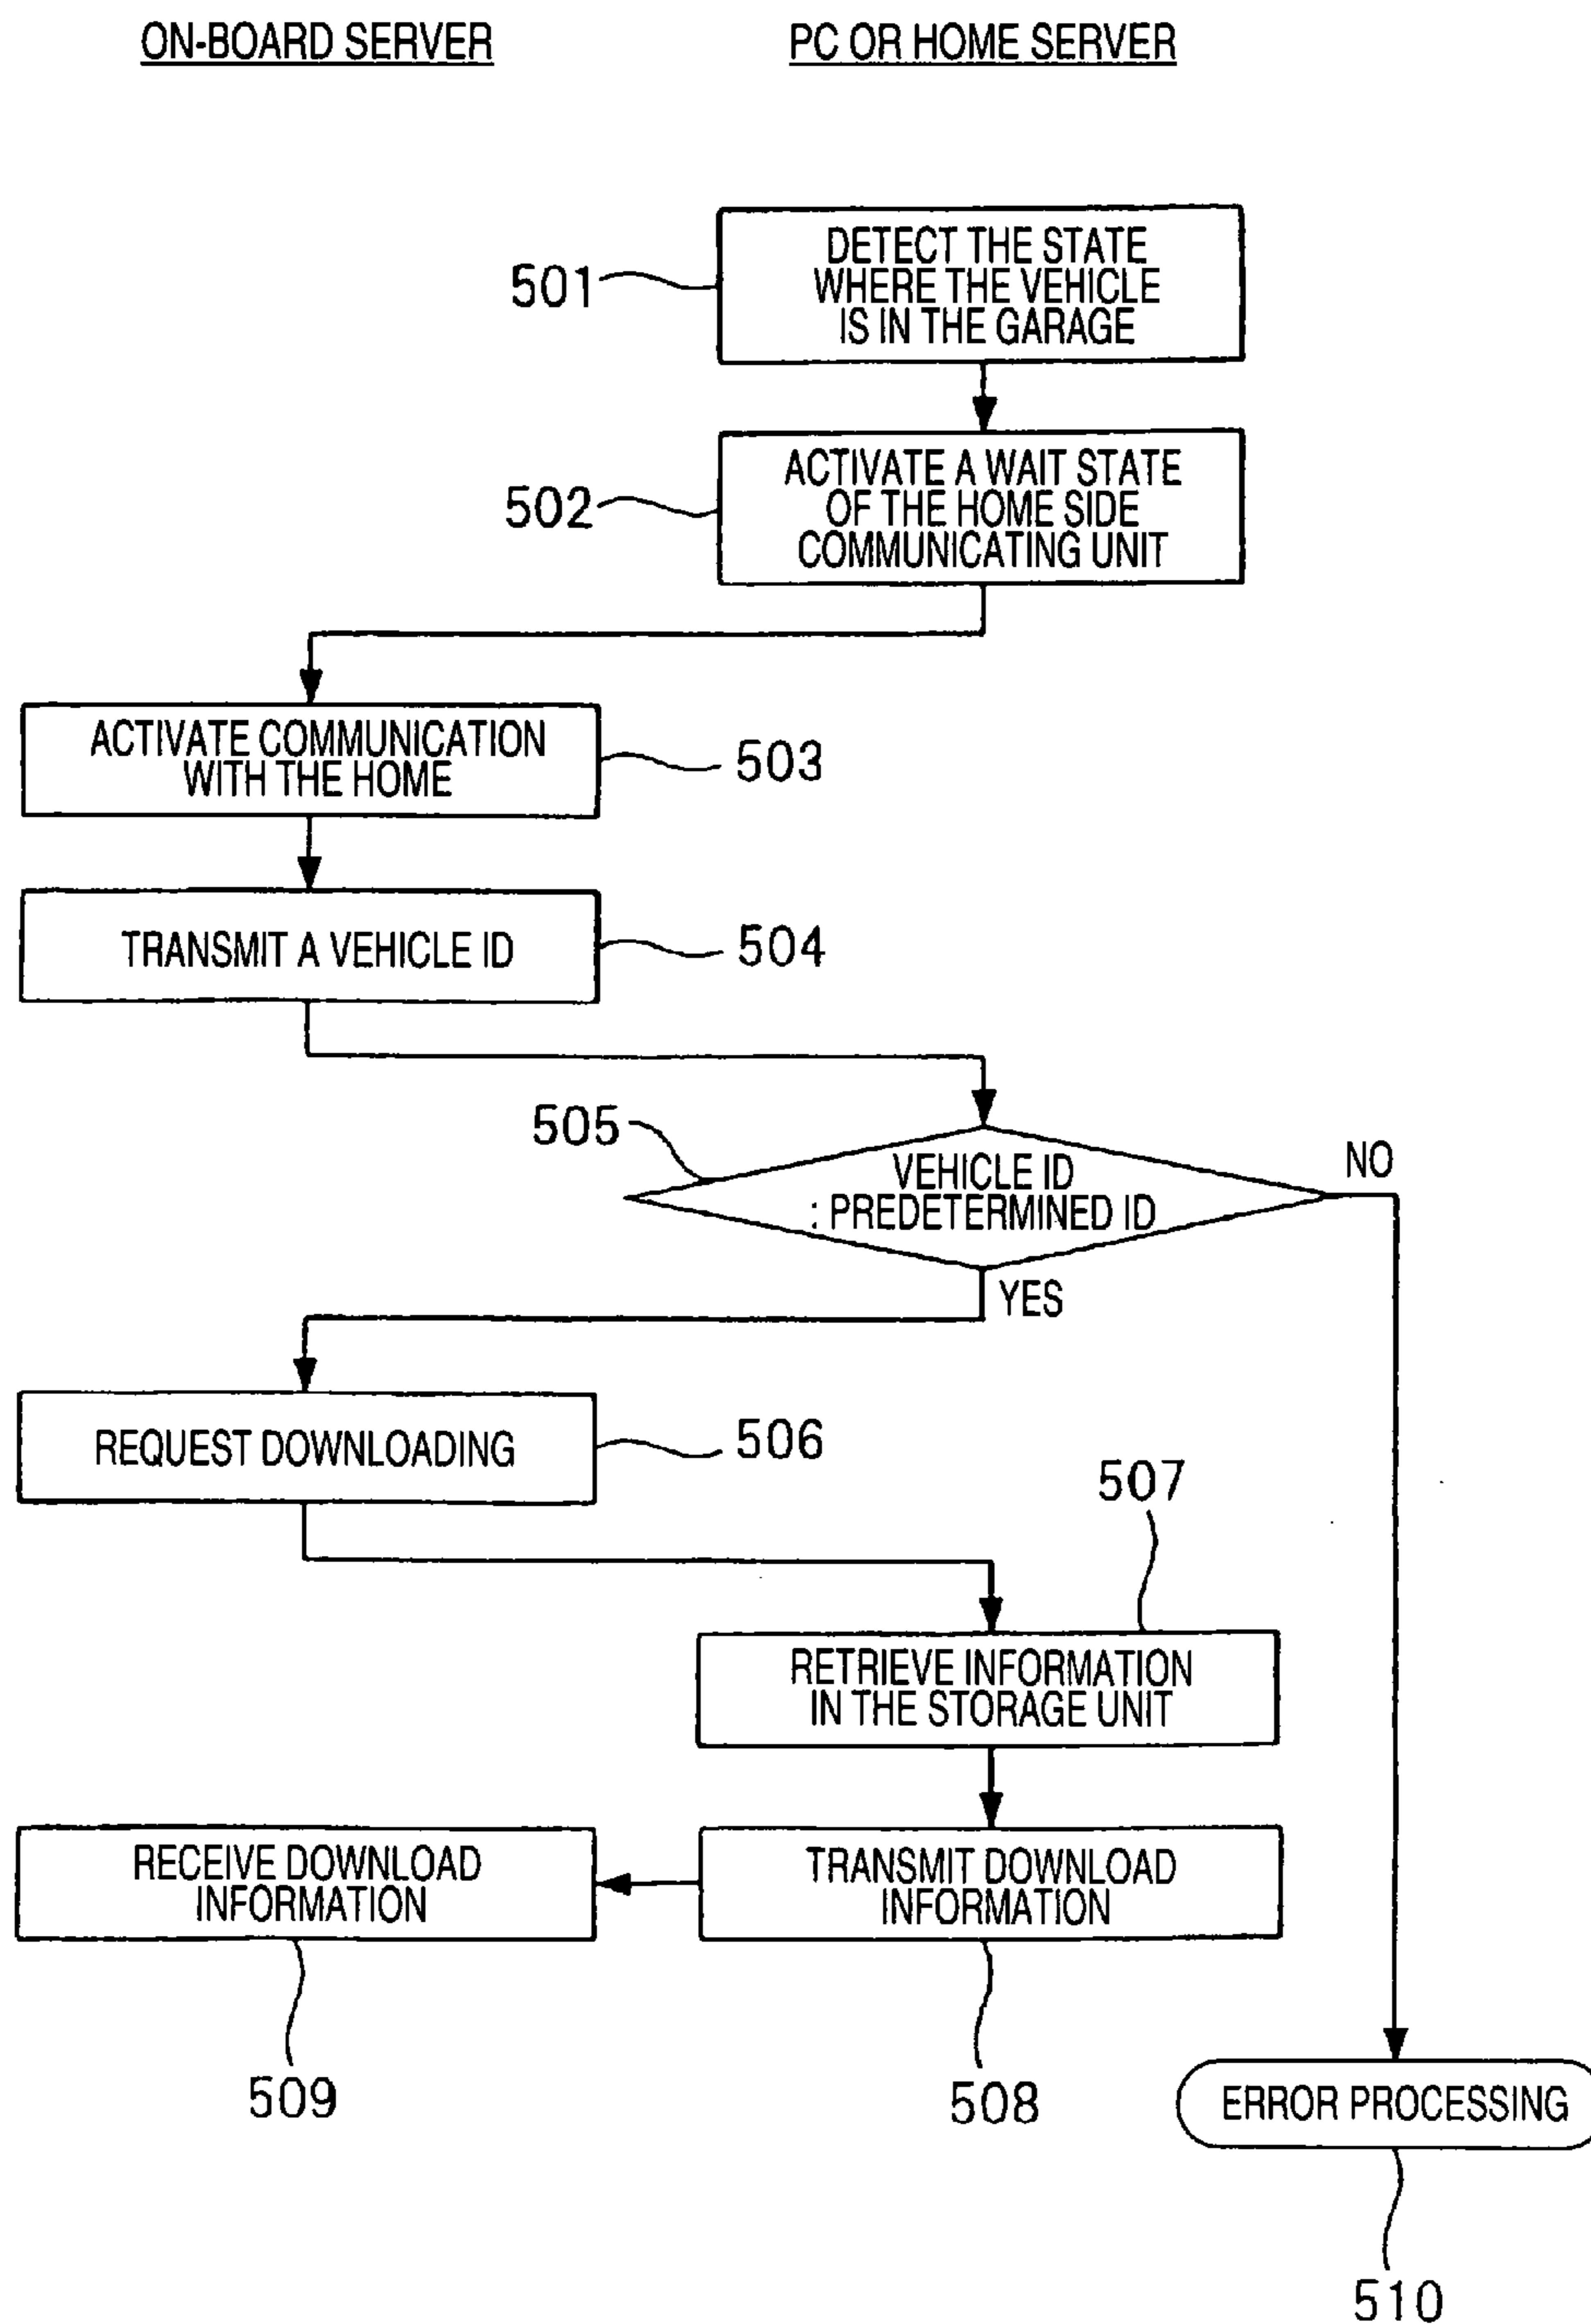 ON-BOARD SERVER
PC OR HOME SERVER
501
DETECT THE STATE
WHERE THE VEHICLE
IS IN THE GARAGE
502
ACTIVATE A WAIT STATE
OF THE HOME SIDE
COMMUNICATING UNIT
ACTIVATE COMMUNICATION
WITH THE HOME
503
TRANSMIT A VEHICLE ID
504
505
VEHICLE ID
: PREDETERMINED ID
NO
YES
REQUEST DOWNLOADING
506
507
RETRIEVE INFORMATION
IN THE STORAGE UNIT
RECEIVE DOWNLOAD
INFORMATION
TRANSMIT DOWNLOAD
INFORMATION
509
508
ERROR PROCESSING
510